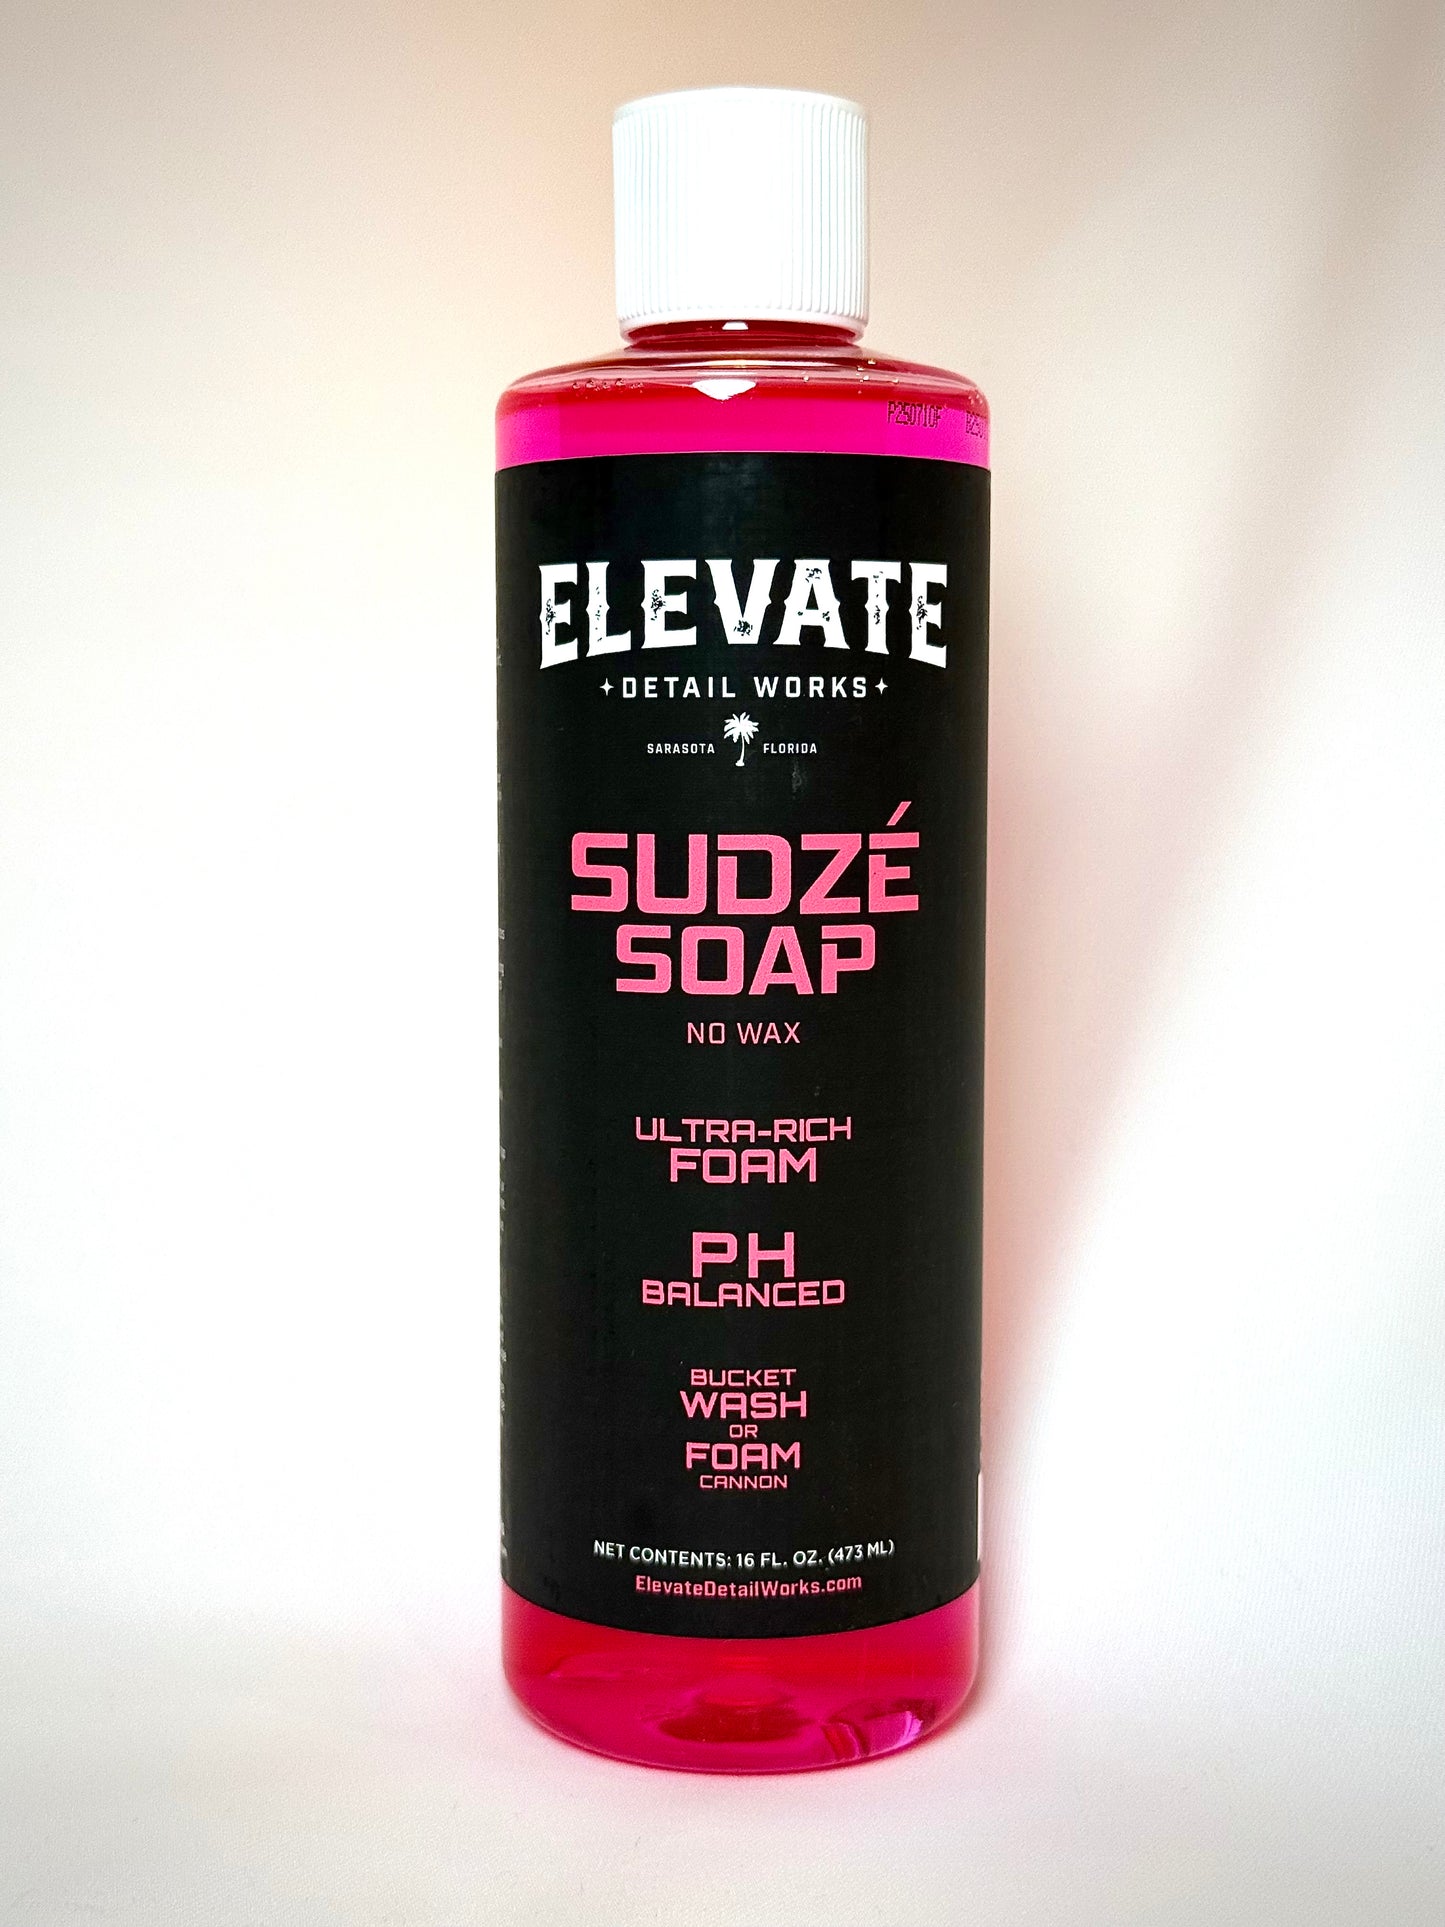 P250710F
ELEVATE
DETAIL WORKS
SARASOTA FLORIDA
SUDZÉ
SOAP
NO WAX
ULTRA-RICH
FOAM
PH
BALANCED
BUCKET
WASH
OR
FOAM
CANNON
NET CONTENTS: 16 FL. OZ. (473 ML)
ElevateDetailWorks.com